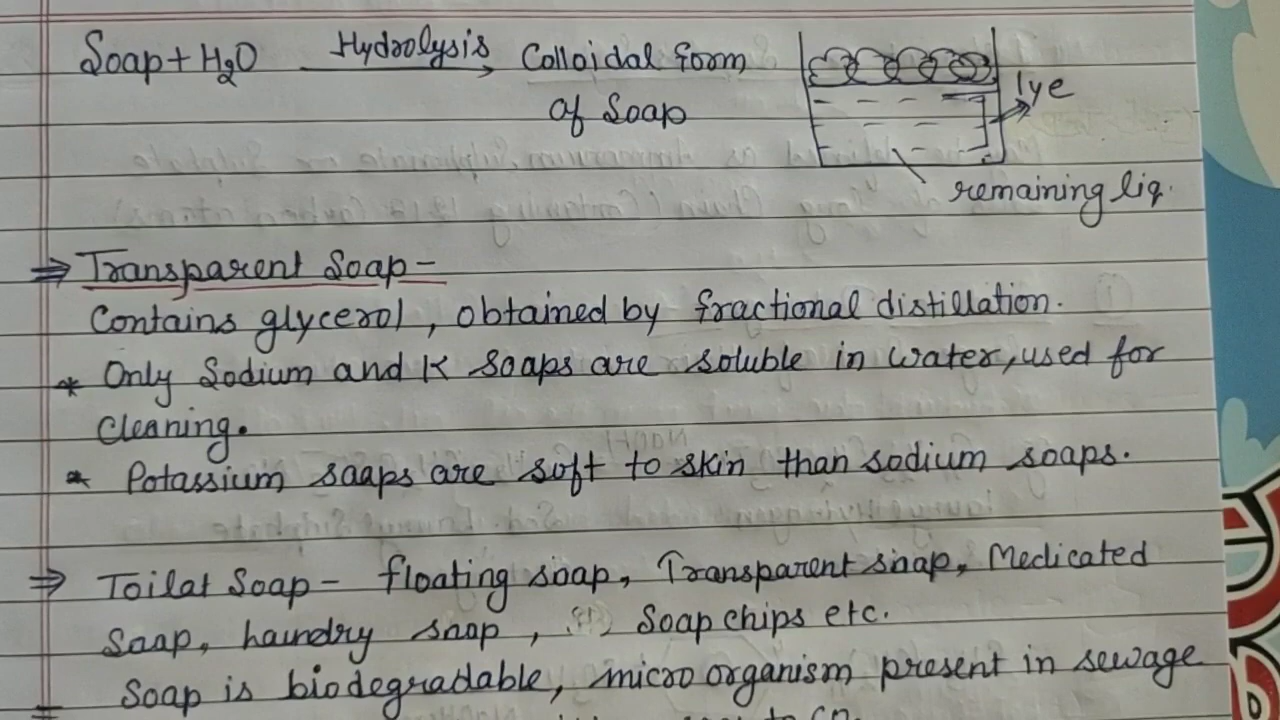 Soap + H₂O Hydrolysis → Colloidal form
of Soap
lye
remaining liq.
⇒ Transparent Soap -
Contains glycerol, obtained by fractional distillation.
* Only Sodium and K soaps are soluble in water, used for
cleaning.
* Potassium soaps are soft to skin than sodium soaps.
⇒ Toilat Soap - floating soap, Transparent soap, Medicated
Soap, laundry soap, Soap chips etc.
= Soap is biodegradable, micro organism present in sewage
to CO₂